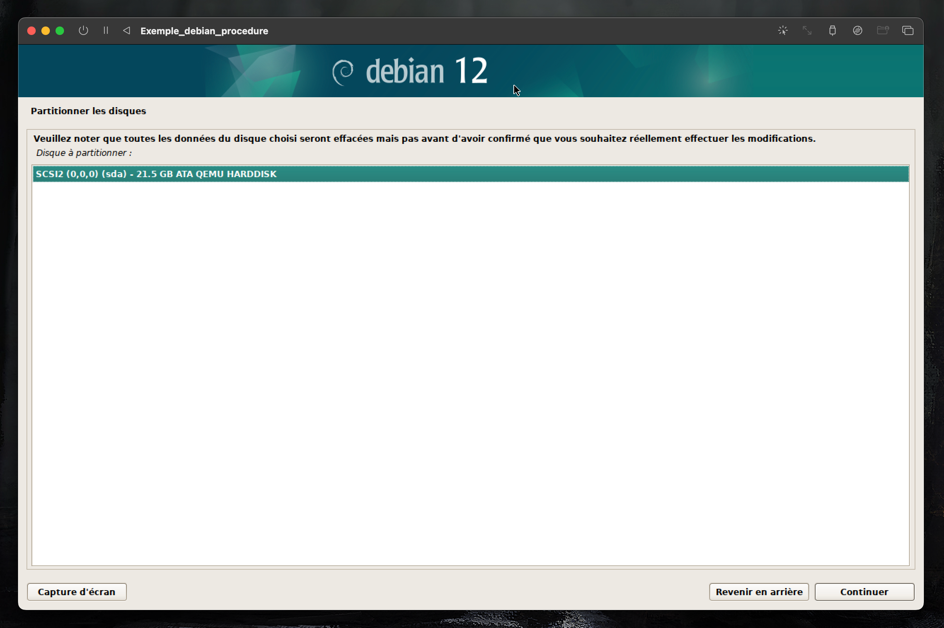 Exemple_debian_procedure
debian 12
Partitionner les disques
Veuillez noter que toutes les données du disque choisi seront effacées mais pas avant d'avoir confirmé que vous souhaitez réellement effectuer les modifications.
Disque à partitionner :
SCSI2 (0,0,0) (sda) - 21.5 GB ATA QEMU HARDDISK
Capture d'écran
Revenir en arrière
Continuer